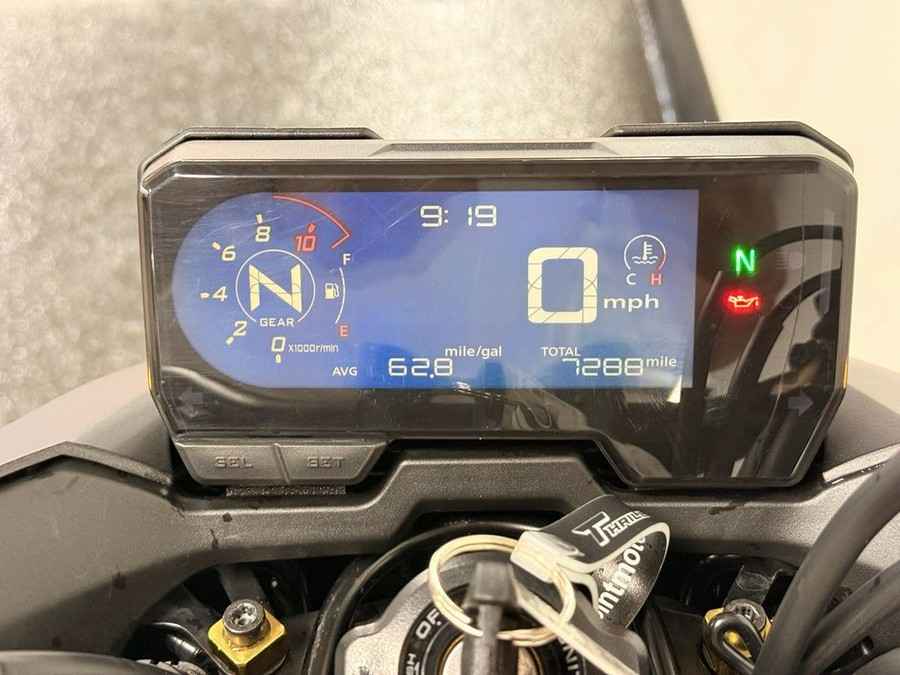 9:19
10
8
6
4
2
0 X1000r/min
N
GEAR
F
E
0 mph
C H
N
AVG 62.8 mile/gal
TOTAL 7288 mile
SEL SET